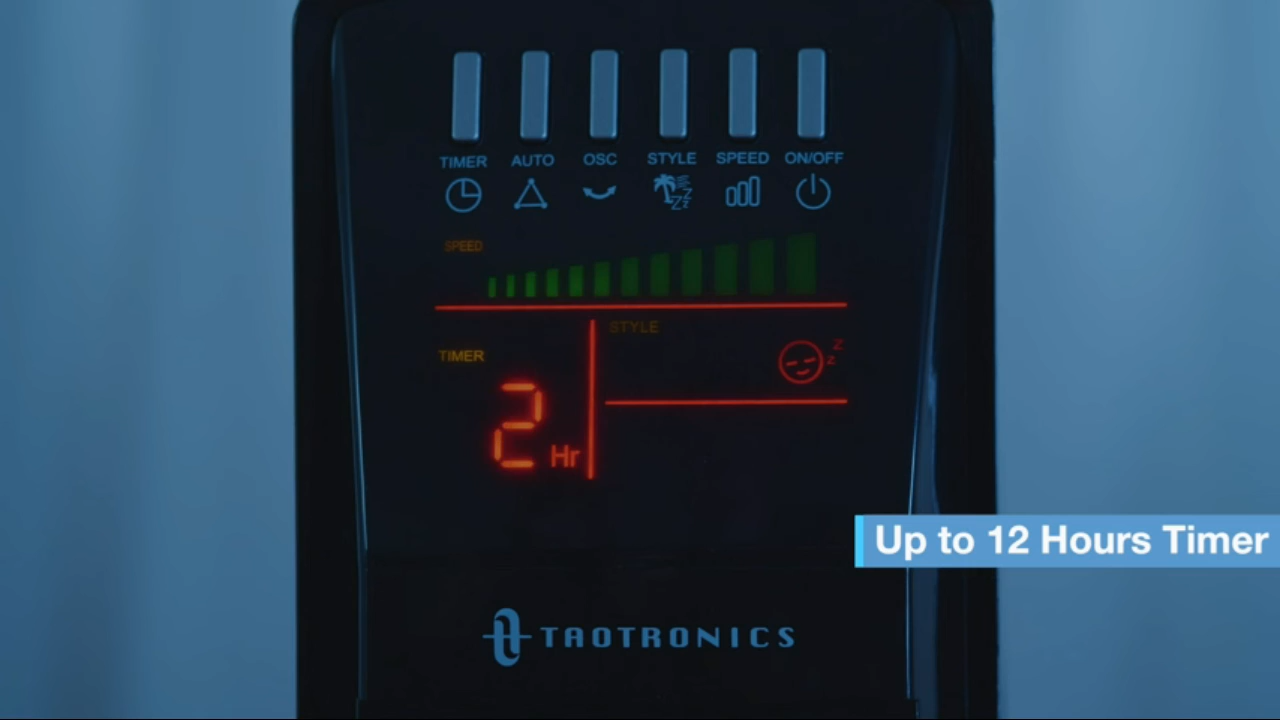 TIMER AUTO OSC STYLE SPEED ON/OFF
SPEED
STYLE
TIMER
2 Hr
Up to 12 Hours Timer
TAOTRONICS